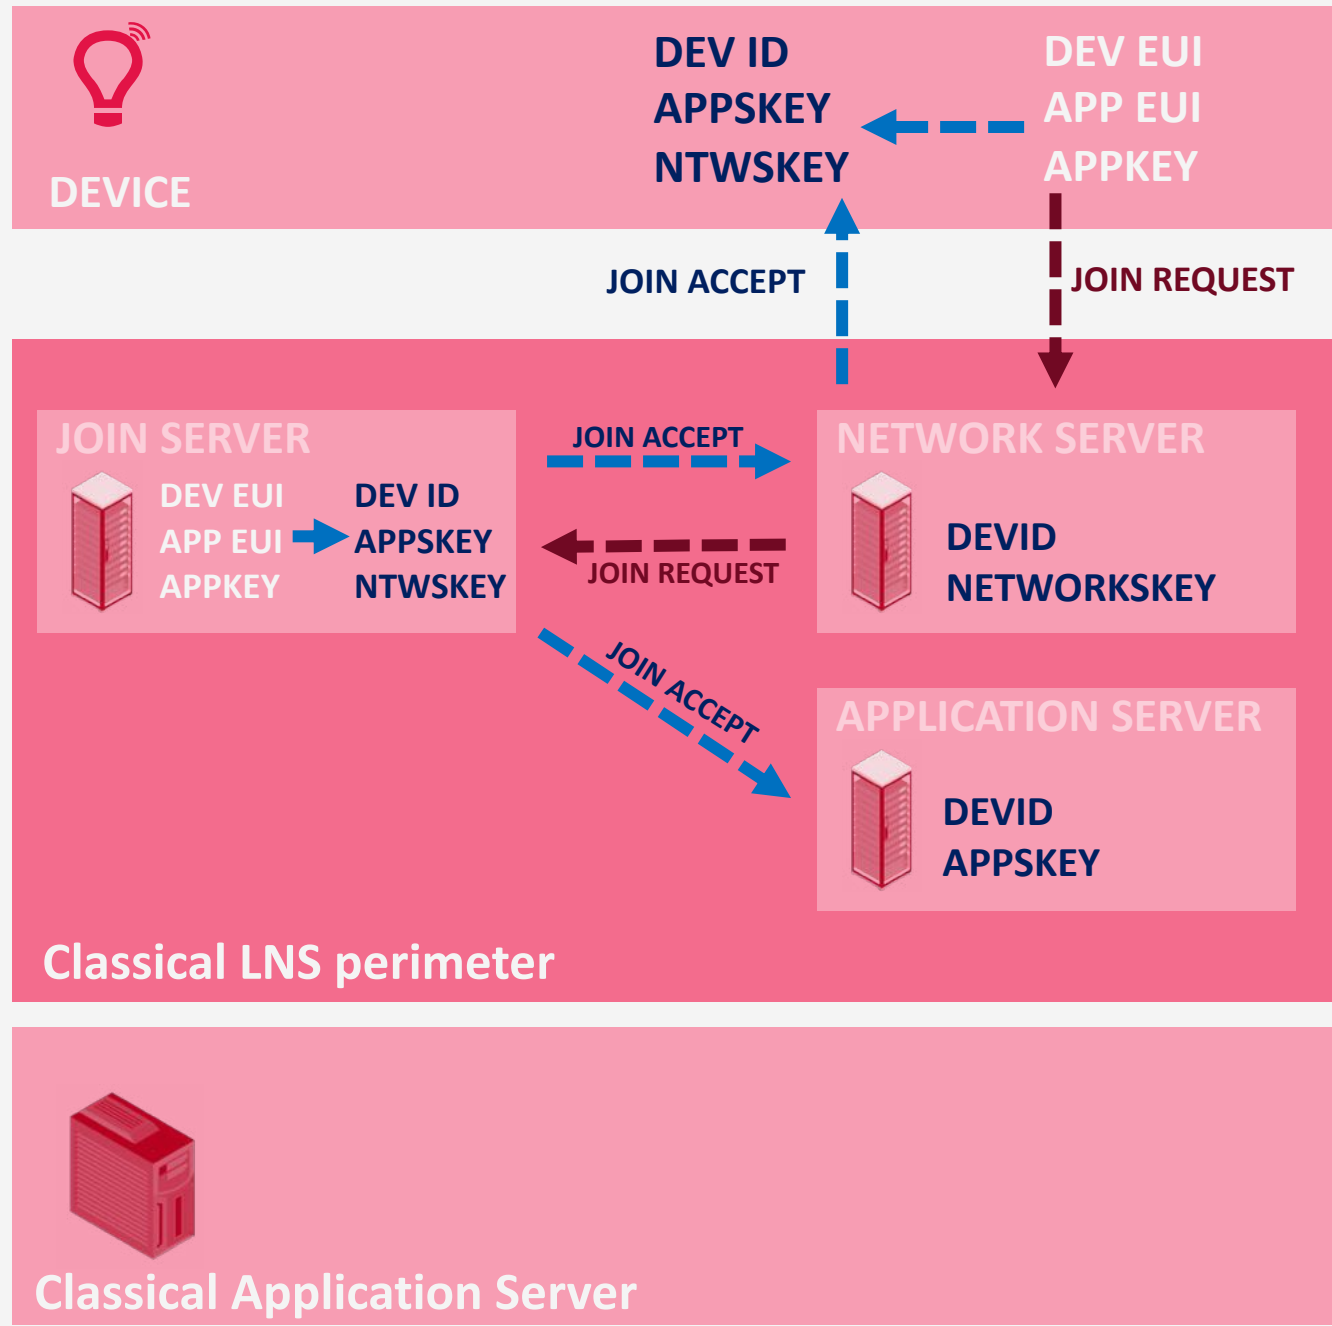 DEVICE
DEV ID
APPSKEY
NTWSKEY
DEV EUI
APP EUI
APPKEY
JOIN ACCEPT
JOIN REQUEST
JOIN SERVER
DEV EUI
APP EUI
APPKEY
DEV ID
APPSKEY
NTWSKEY
JOIN ACCEPT
JOIN REQUEST
NETWORK SERVER
DEVID
NETWORKSKEY
JOIN ACCEPT
APPLICATION SERVER
DEVID
APPSKEY
Classical LNS perimeter
Classical Application Server